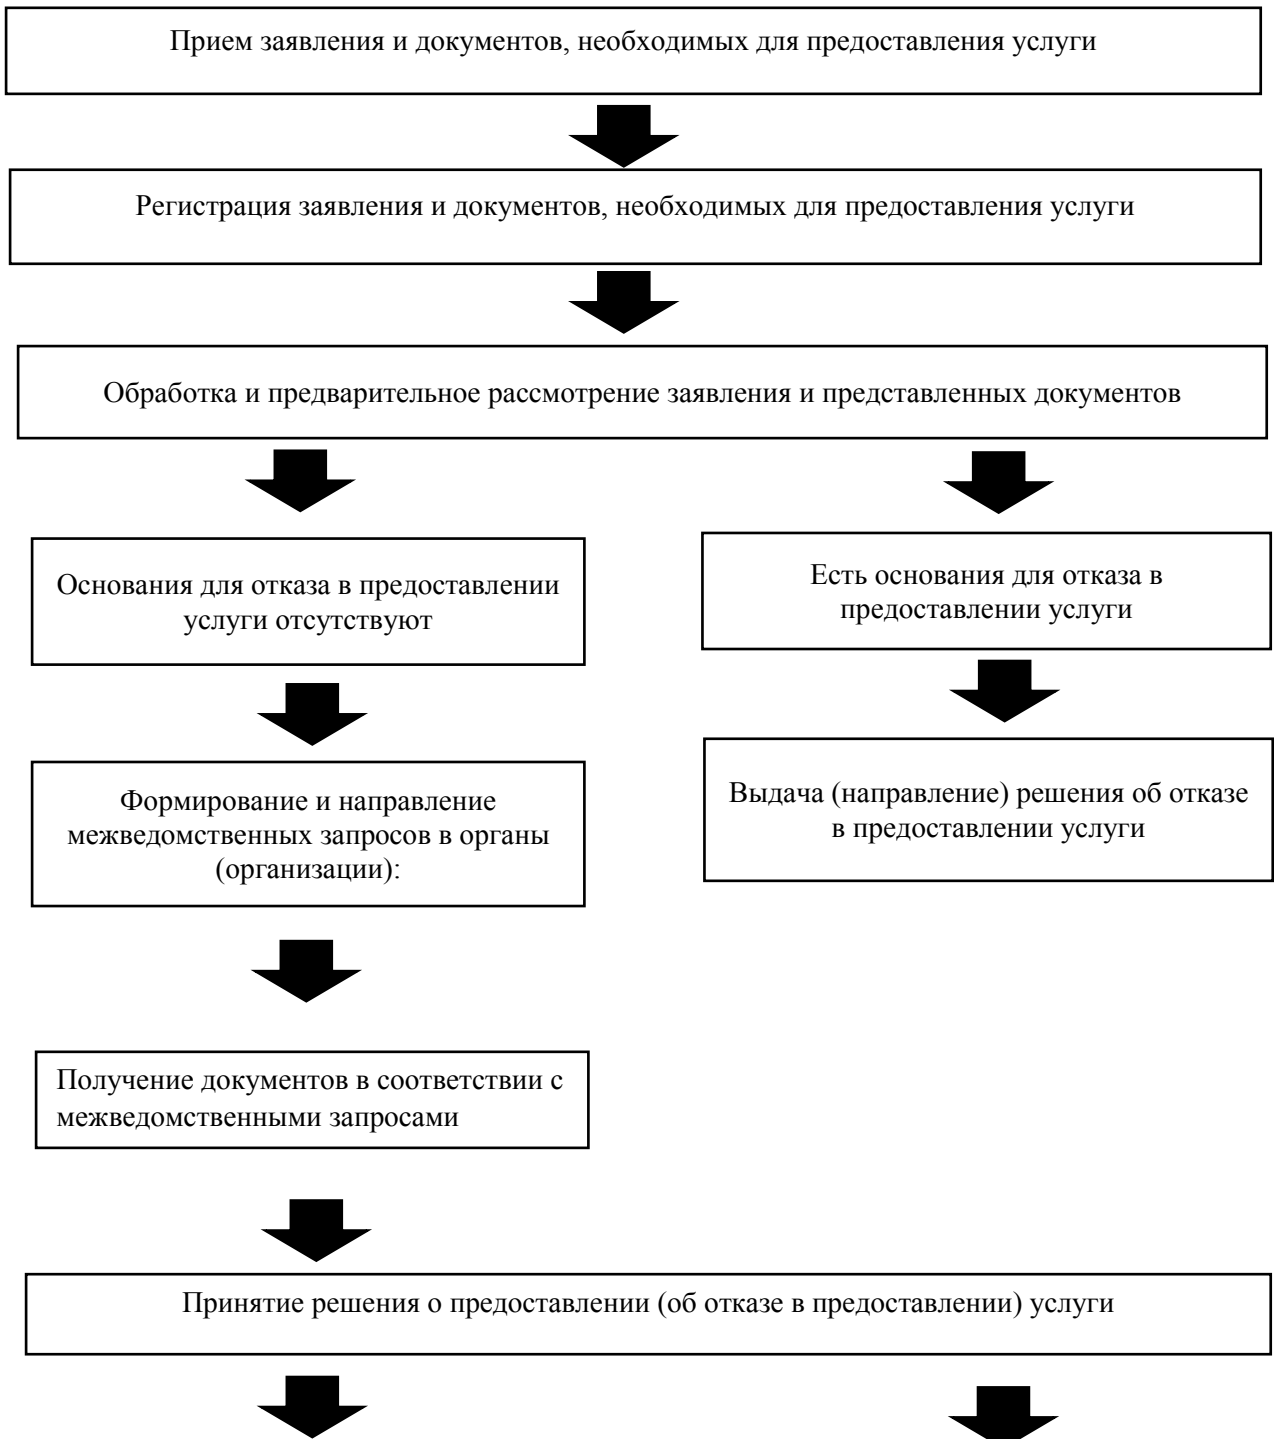 Прием заявления и документов, необходимых для предоставления услуги
Регистрация заявления и документов, необходимых для предоставления услуги
Обработка и предварительное рассмотрение заявления и представленных документов
Основания для отказа в предоставлении
услуги отсутствуют
Есть основания для отказа в
предоставлении услуги
Формирование и направление
межведомственных запросов в органы
(организации):
Выдача (направление) решения об отказе
в предоставлении услуги
Получение документов в соответствии с
межведомственными запросами
Принятие решения о предоставлении (об отказе в предоставлении) услуги